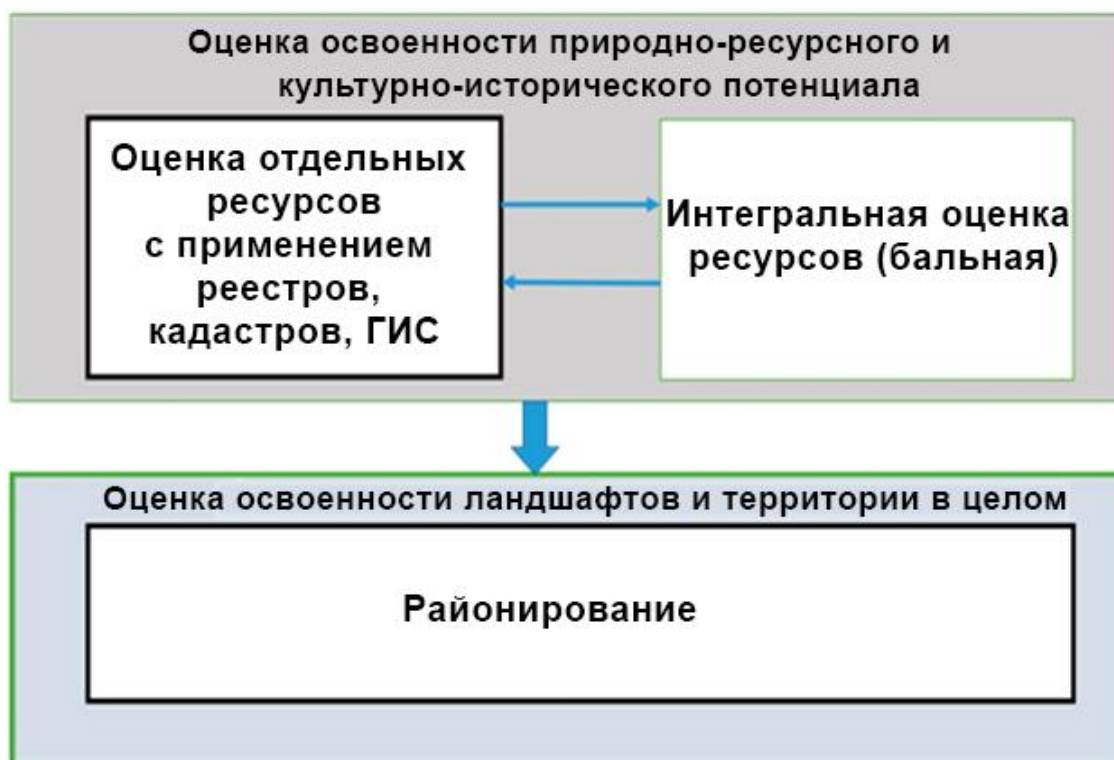 Оценка освоенности природно-ресурсного и
культурно-исторического потенциала
Оценка отдельных
ресурсов
с применением
реестров,
кадастров, ГИС
Интегральная оценка
ресурсов (бальная)
Оценка освоенности ландшафтов и территории в целом
Районирование